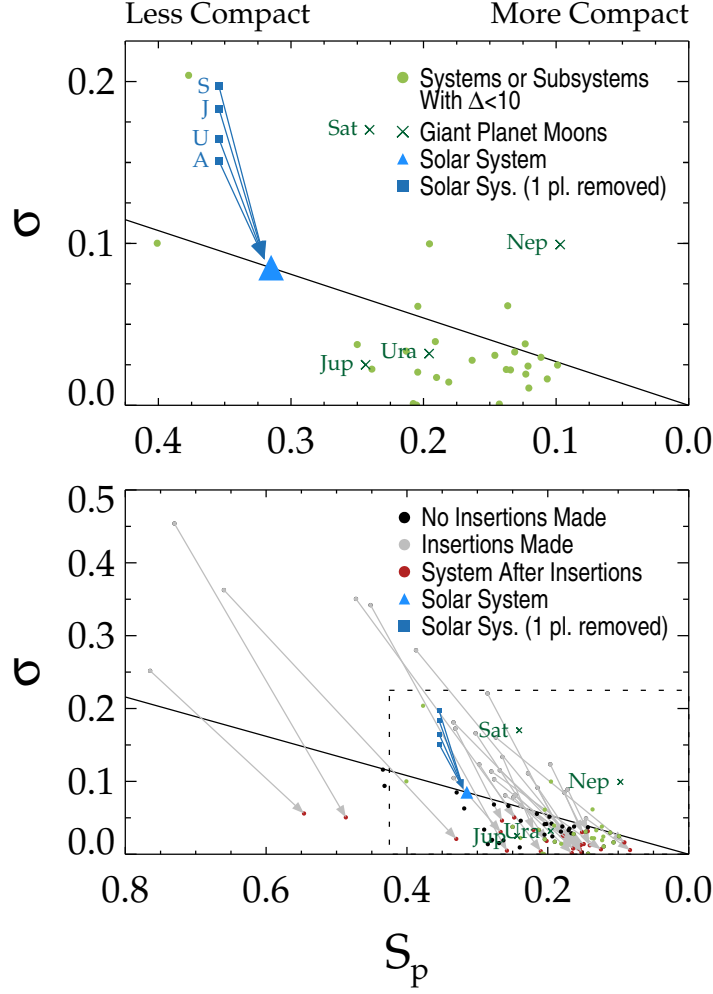 Less Compact More Compact
0.2
0.1
0.0
σ
S
J
U
A
Sat
Nep
Ura
Jup
Systems or Subsystems
With Δ<10
Giant Planet Moons
Solar System
Solar Sys. (1 pl. removed)
0.4 0.3 0.2 0.1 0.0
0.5
0.4
0.3
0.2
0.1
0.0
σ
No Insertions Made
Insertions Made
System After Insertions
Solar System
Solar Sys. (1 pl. removed)
Sat
Nep
Jup
Ura
0.8 0.6 0.4 0.2 0.0
S_p